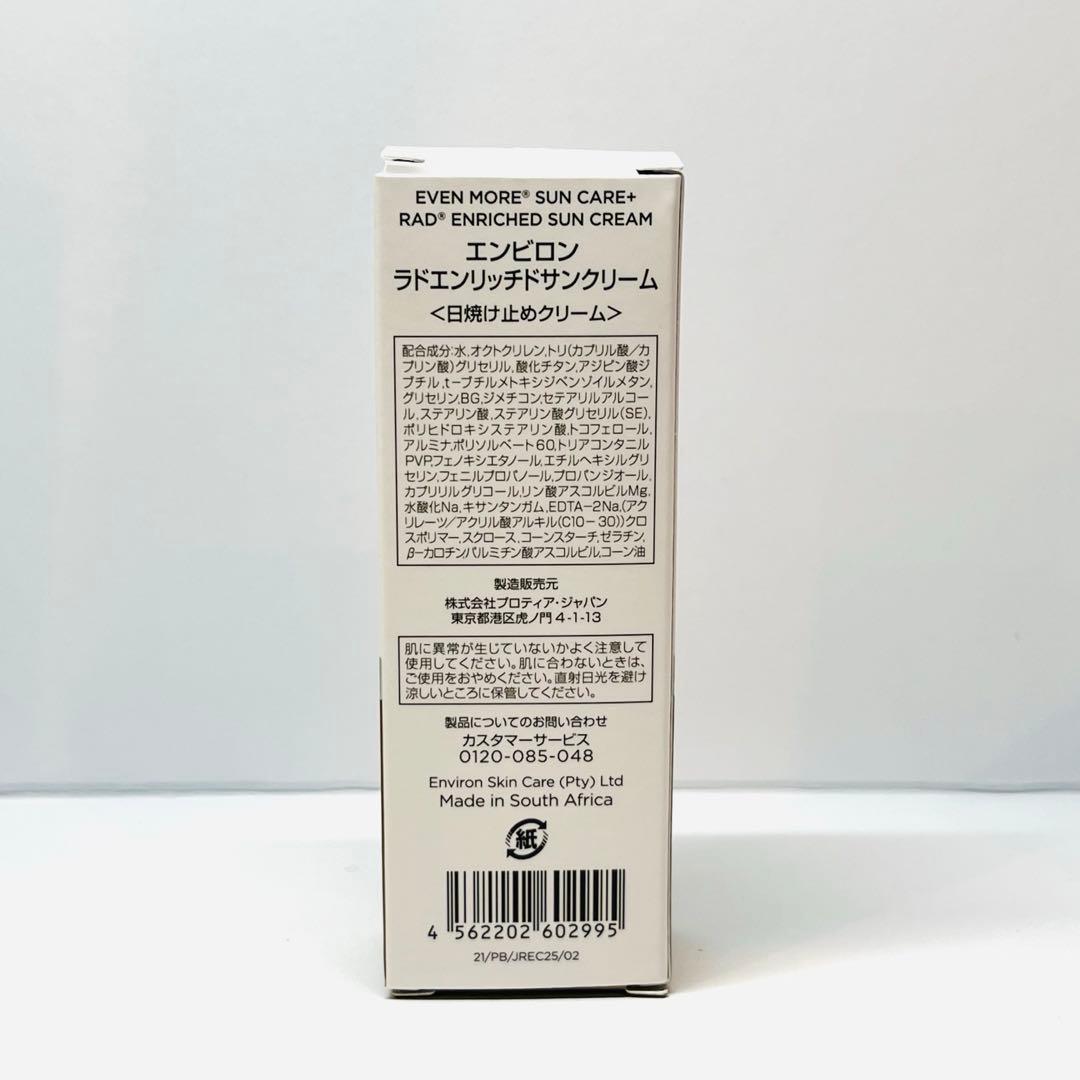 EVEN MORE® SUN CARE+
RAD® ENRICHED SUN CREAM
エンビロン
ラドエンリッチドサンクリーム
<日焼け止めクリーム>
配合成分:水,オクトクリレン,トリ(カプリル酸/カ
プリン酸)グリセリル,酸化チタン,アジピン酸ジ
ブチル,t-ブチルメトキシジベンゾイルメタン,
グリセリン,BG,ジメチコン,セテアリルアルコー
ル,ステアリン酸,ステアリン酸グリセリル(SE),
ポリヒドロキシステアリン酸,トコフェロール,
アルミナ,ポリソルベート60,トリアコンタニル
PVP,フェノキシエタノール,エチルヘキシルグリ
セリン,フェニルプロパノール,プロパンジオール,
カプリリルグリコール,リン酸アスコルビルMg,
水酸化Na,キサンタンガム,EDTA-2Na,(アク
リレーツ/アクリル酸アルキル(C10-30))クロ
スポリマー,スクロース,コーンスターチ,ゼラチン,
β-カロチン,パルミチン酸アスコルビル,コーン油
製造販売元
株式会社プロティア・ジャパン
東京都港区虎ノ門4-1-13
肌に異常が生じていないかよく注意して
使用してください。肌に合わないときは、
ご使用をおやめください。直射日光を避け
涼しいところに保管してください。
製品についてのお問い合わせ
カスタマーサービス
0120-085-048
Environ Skin Care (Pty) Ltd
Made in South Africa
紙
4 562202 602995
21/PB/JREC25/02